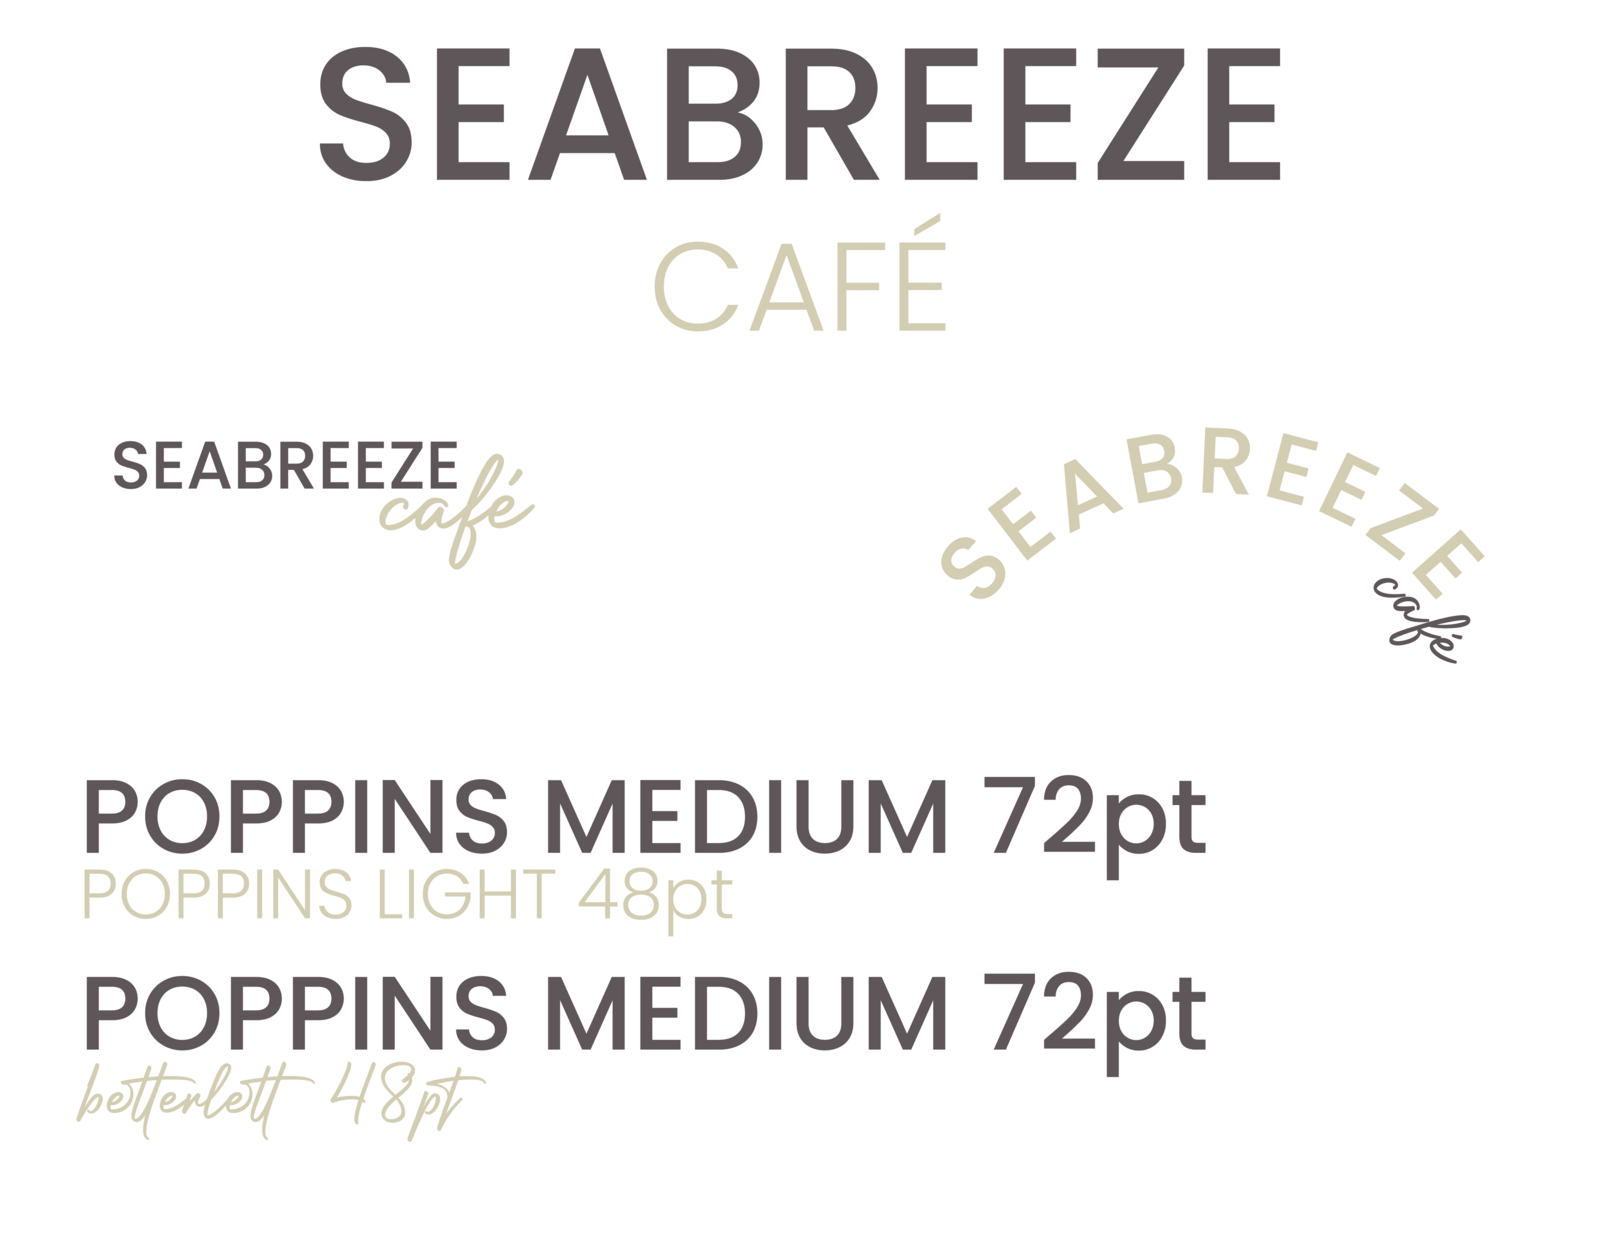 SEABREEZE
CAFÉ
SEABREEZE
café
SEABREEZE
café
POPPINS MEDIUM 72pt
POPPINS LIGHT 48pt
POPPINS MEDIUM 72pt
betterlett 48pt